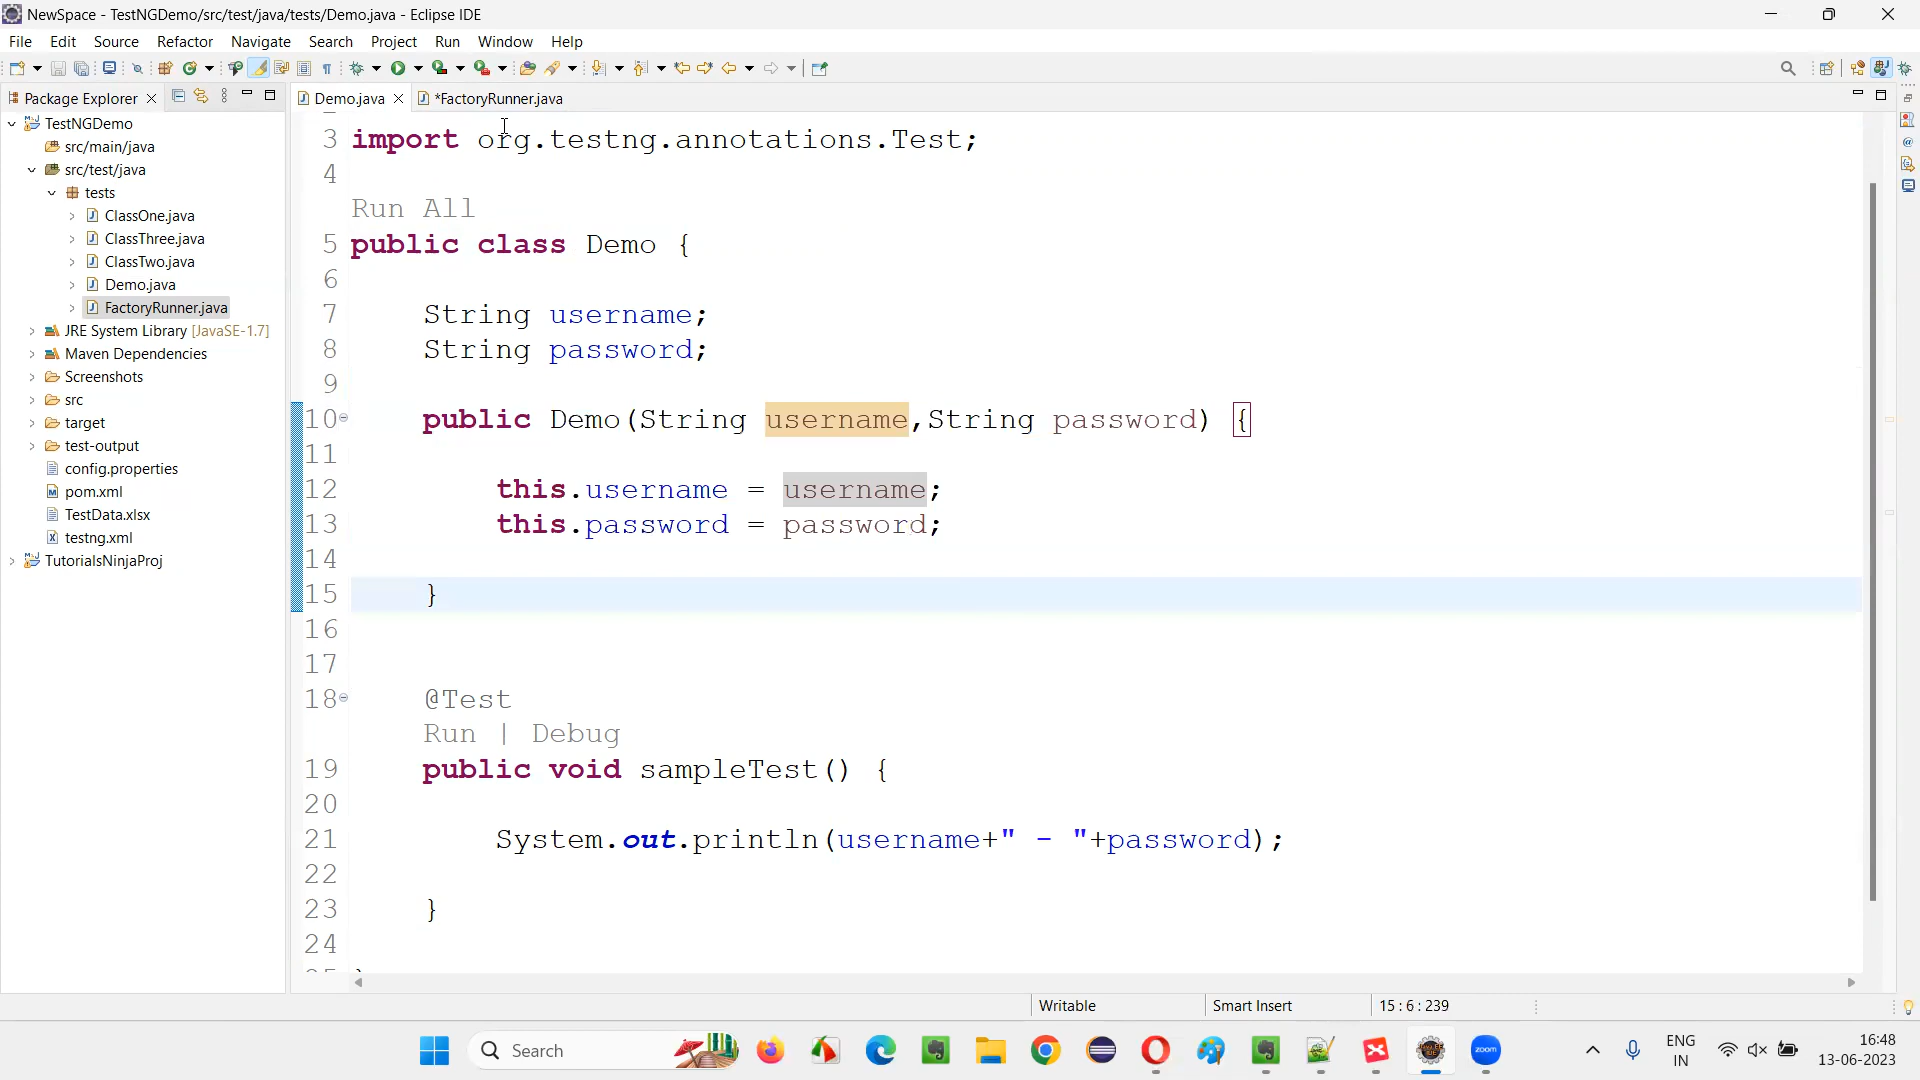 NewSpace - TestNGDemo/src/test/java/tests/Demo.java - Eclipse IDE
File Edit Source Refactor Navigate Search Project Run Window Help
Package Explorer
TestNGDemo
src/main/java
src/test/java
tests
ClassOne.java
ClassThree.java
ClassTwo.java
Demo.java
FactoryRunner.java
JRE System Library [JavaSE-1.7]
Maven Dependencies
Screenshots
src
target
test-output
config.properties
pom.xml
TestData.xlsx
testng.xml
TutorialsNinjaProj
Demo.java *FactoryRunner.java
3 import org.testng.annotations.Test;
4
Run All
5 public class Demo {
6
7 String username;
8 String password;
9
10 public Demo(String username,String password) {
11
12 this.username = username;
13 this.password = password;
14
15 }
16
17
18 @Test
Run | Debug
19 public void sampleTest() {
20
21 System.out.println(username+" - "+password);
22
23 }
24
Writable Smart Insert 15 : 6 : 239
Search
zoom
ENG
IN
16:48
13-06-2023